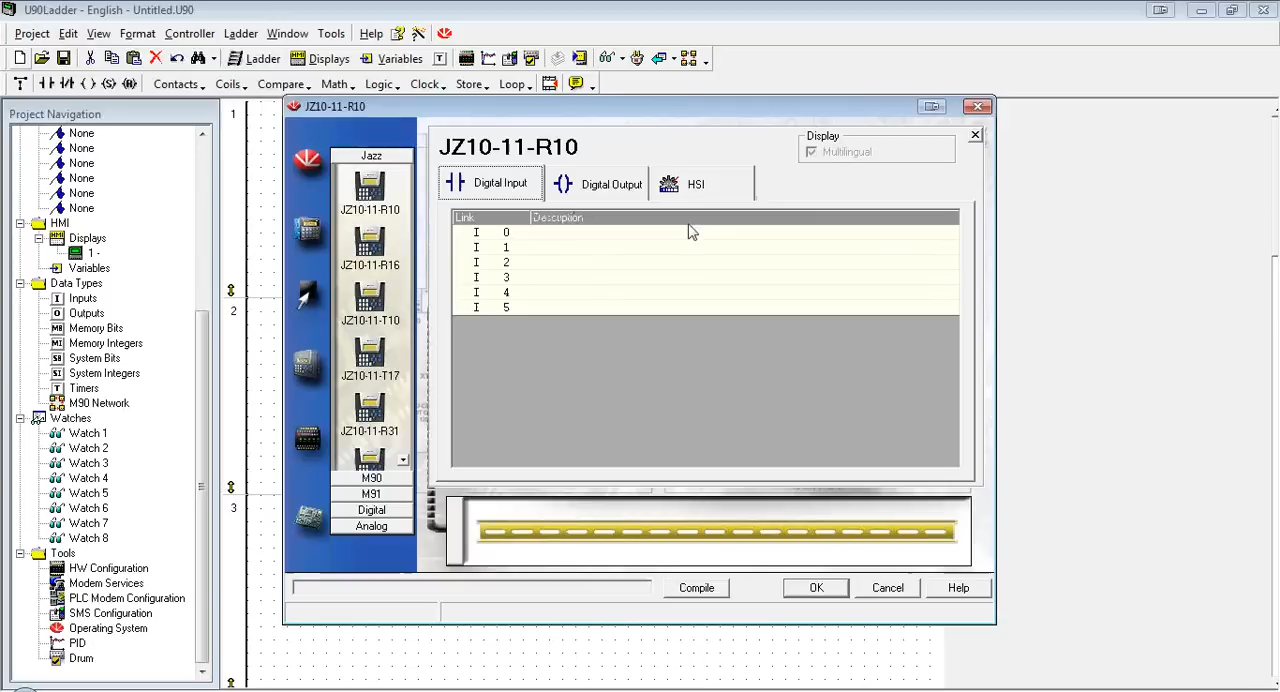 U90Ladder - English - Untitled.U90
Project Edit View Format Controller Ladder Window Tools Help
Ladder Displays Variables
Contacts Coils Compare Math Logic Clock Store Loop
Project Navigation
None
None
None
None
None
None
HMI
Displays
1 -
Variables
Data Types
Inputs
Outputs
Memory Bits
Memory Integers
System Bits
System Integers
Timers
M90 Network
Watches
Watch 1
Watch 2
Watch 3
Watch 4
Watch 5
Watch 6
Watch 7
Watch 8
Tools
HW Configuration
Modem Services
PLC Modem Configuration
SMS Configuration
Operating System
PID
Drum
1
2
3
JZ10-11-R10
Jazz
JZ10-11-R10
JZ10-11-R16
JZ10-11-T10
JZ10-11-T17
JZ10-11-R31
M90
M91
Digital
Analog
JZ10-11-R10
Display
Multilingual
Digital Input Digital Output HSI
Link Description
I 0
I 1
I 2
I 3
I 4
I 5
Compile OK Cancel Help